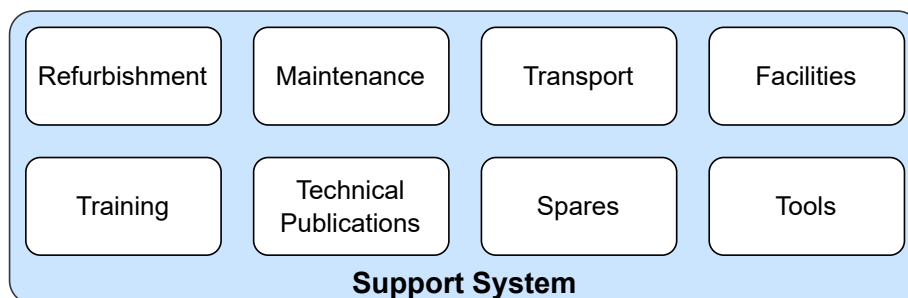 Refurbishment
Maintenance
Transport
Facilities
Training
Technical
Publications
Spares
Tools
Support System